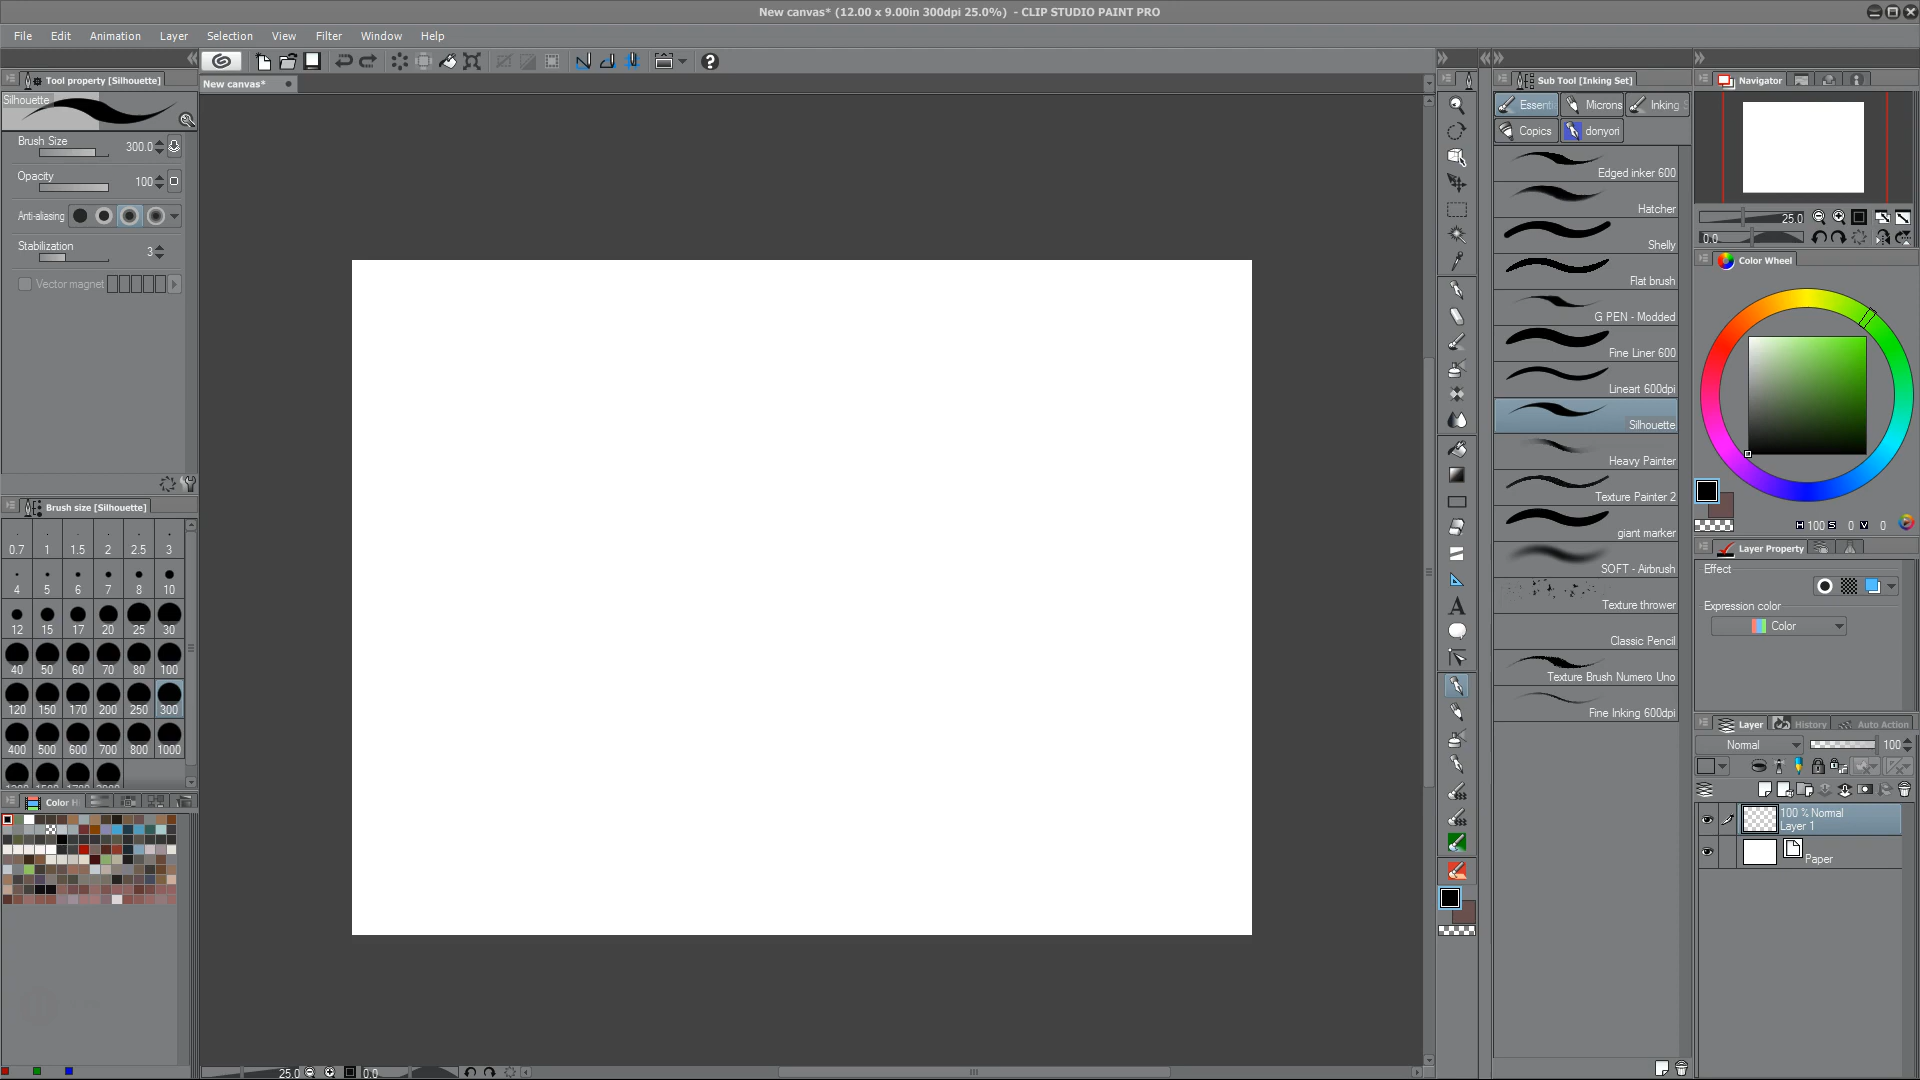 New canvas* (12.00 x 9.00in 300dpi 25.0%) - CLIP STUDIO PAINT PRO
File Edit Animation Layer Selection View Filter Window Help
Tool property [Silhouette]
Silhouette
Brush Size 300.0
Opacity 100
Anti-aliasing
Stabilization 3
Vector magnet
Brush size [Silhouette]
0.7 1 1.5 2 2.5 3
4 5 6 7 8 10
12 15 17 20 25 30
40 50 60 70 80 100
120 150 170 200 250 300
400 500 600 700 800 1000
Color H
New canvas*
25.0 0.0
Sub Tool [Inking Set]
Essent Microns Inking S
Copics donyori
Edged inker 600
Hatcher
Shelly
Flat brush
G PEN - Modded
Fine Liner 600
Lineart 600dpi
Silhouette
Heavy Painter
Texture Painter 2
giant marker
SOFT - Airbrush
Texture thrower
Classic Pencil
Texture Brush Numero Uno
Fine Inking 600dpi
Navigator
25.0
0.0
Color Wheel
H 100 S 0 V 0
Layer Property
Effect
Expression color
Color
Layer History Auto Action
Normal 100
100 % Normal
Layer 1
Paper